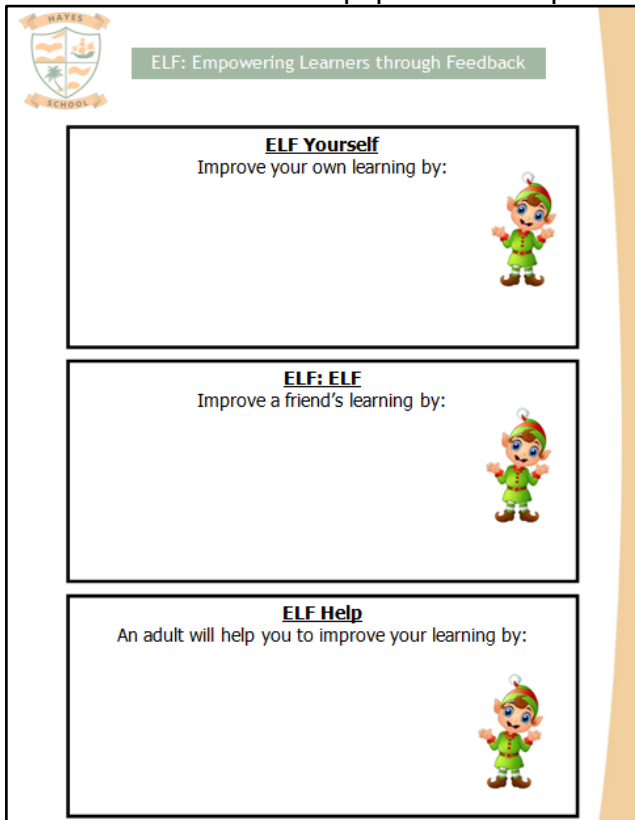 HAYES
SCHOOL
ELF: Empowering Learners through Feedback
ELF Yourself
Improve your own learning by:
ELF: ELF
Improve a friend's learning by:
ELF Help
An adult will help you to improve your learning by: